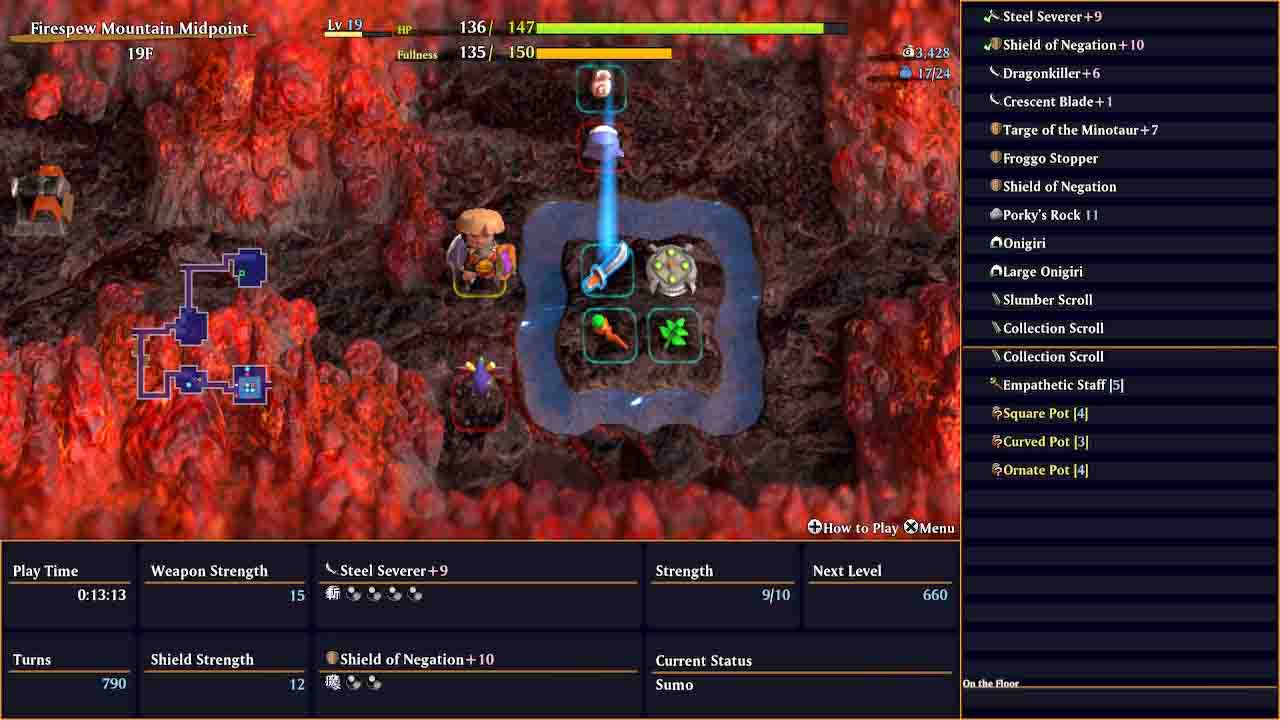 Firespew Mountain Midpoint
19F
Lv 19
HP 136/ 147
Fullness 135/ 150
3,428
17/24
Steel Severer+9
Shield of Negation+10
Dragonkiller+6
Crescent Blade+1
Targe of the Minotaur+7
Froggo Stopper
Shield of Negation
Porky's Rock 11
Onigiri
Large Onigiri
Slumber Scroll
Collection Scroll
Collection Scroll
Empathetic Staff [5]
Square Pot [4]
Curved Pot [3]
Ornate Pot [4]
On the Floor
How to Play Menu
Play Time
0:13:13
Weapon Strength
15
Steel Severer+9
斬
Strength
9/10
Next Level
660
Turns
790
Shield Strength
12
Shield of Negation+10
Current Status
Sumo